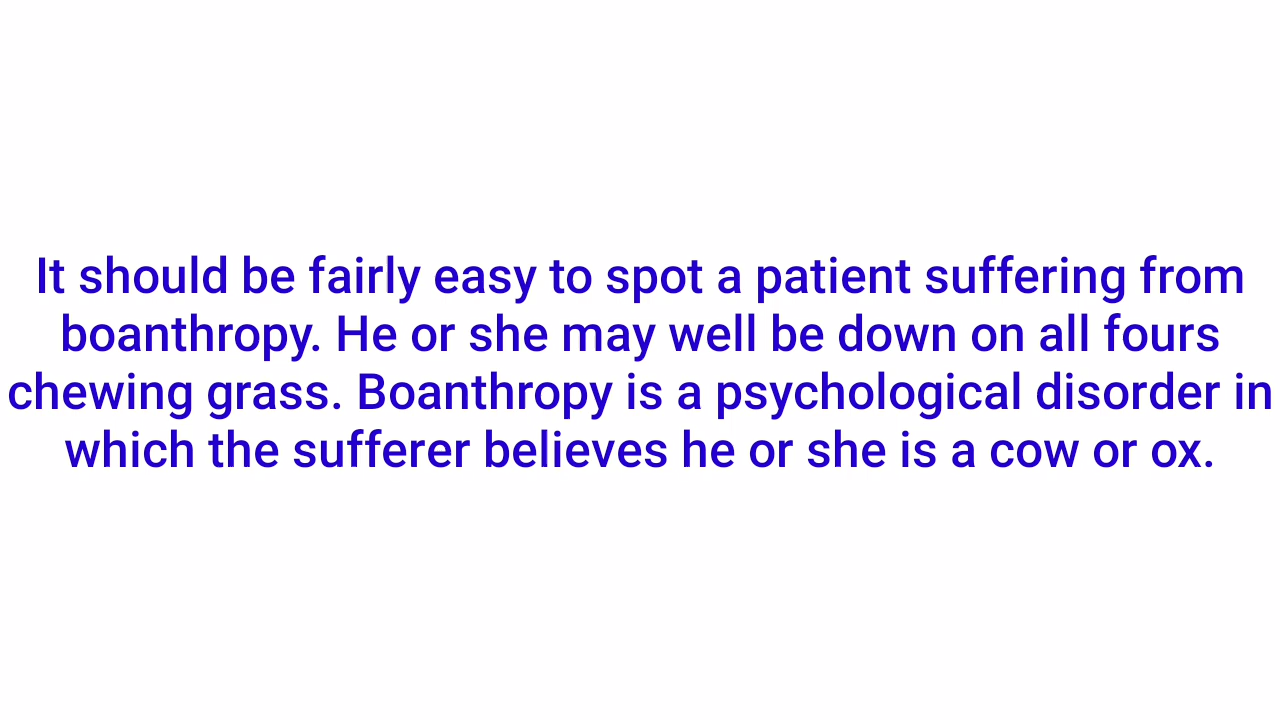 It should be fairly easy to spot a patient suffering from
boanthropy. He or she may well be down on all fours
chewing grass. Boanthropy is a psychological disorder in
which the sufferer believes he or she is a cow or ox.